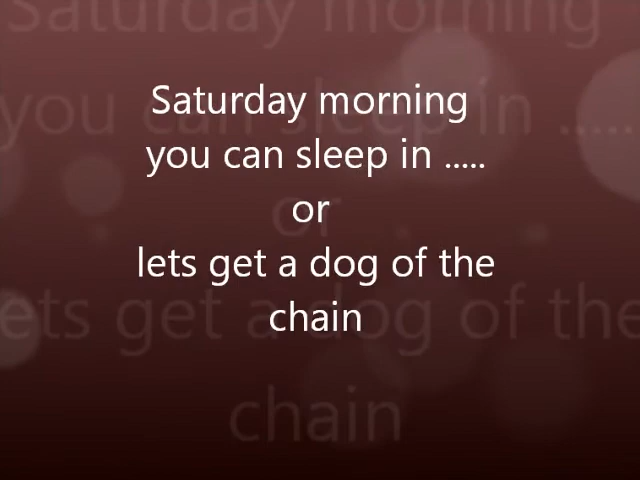 Saturday morning
you can sleep in .....
or
lets get a dog of the
chain